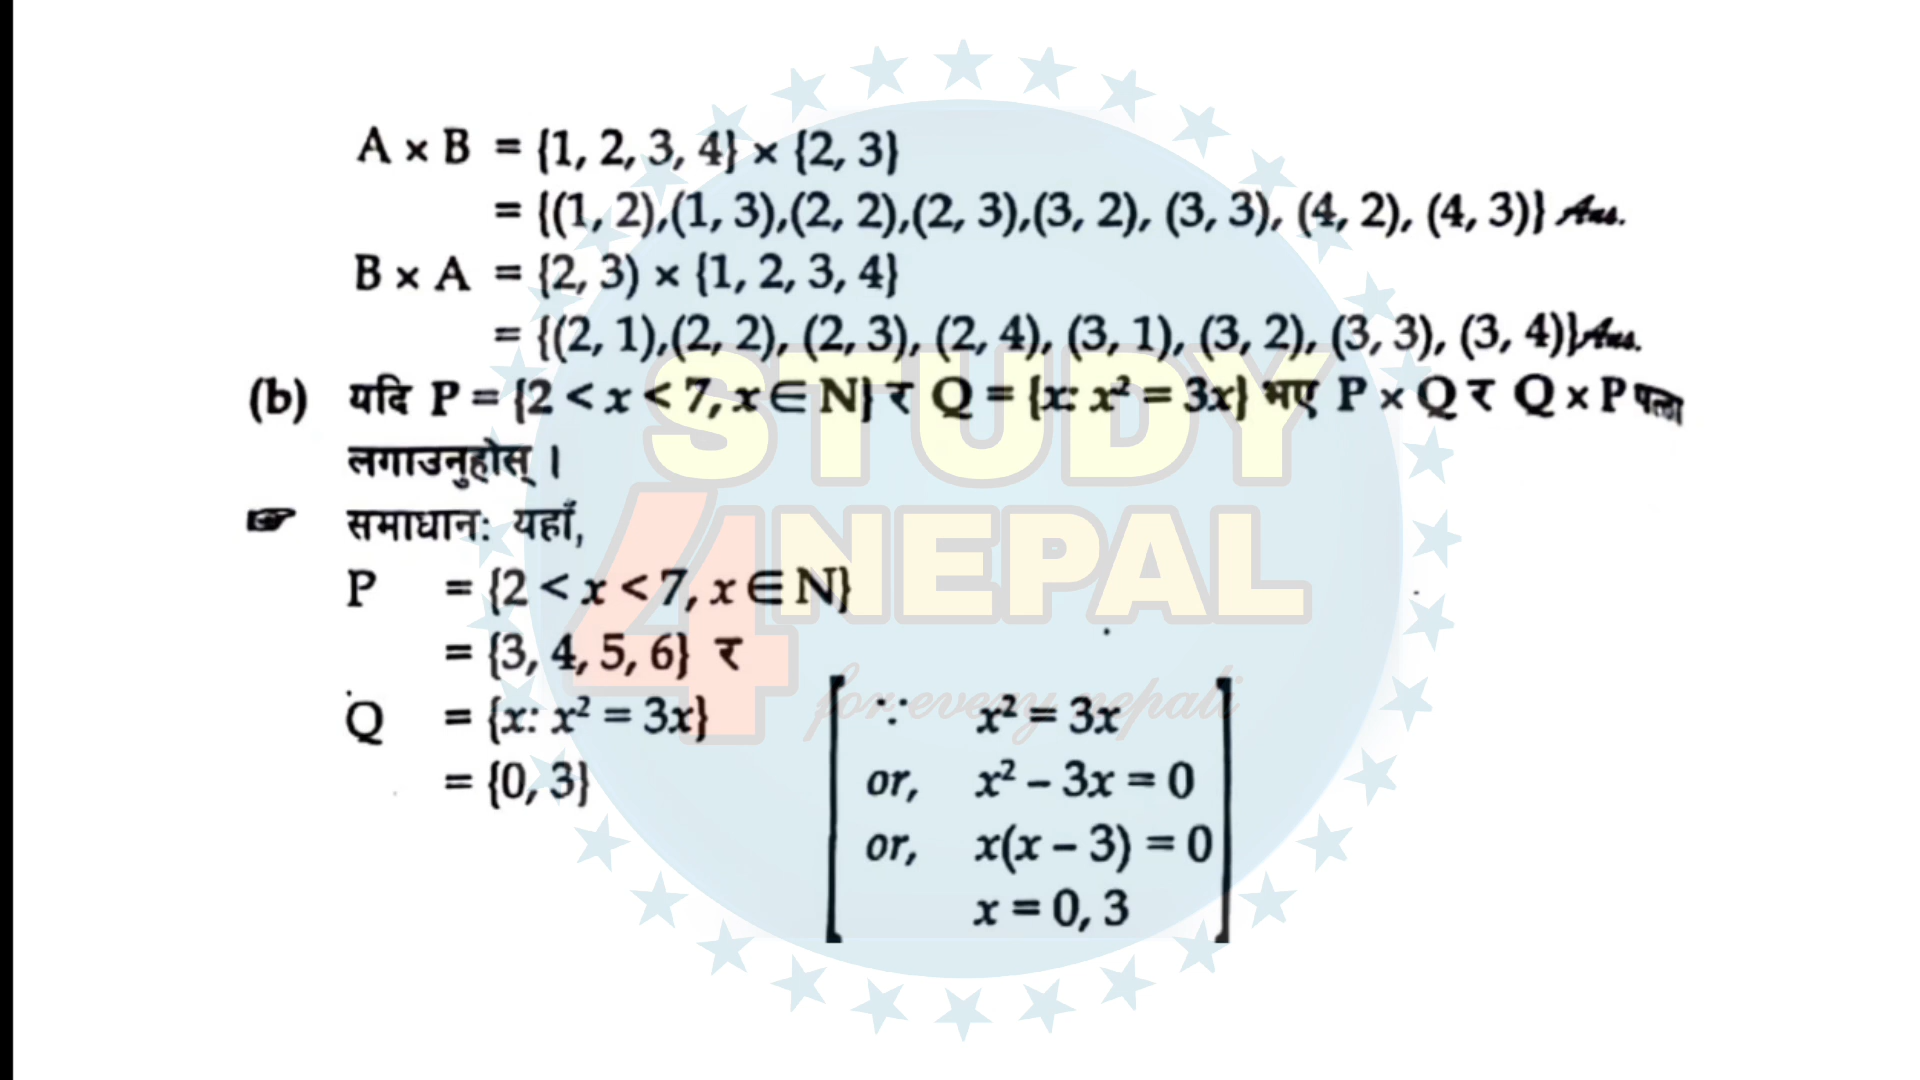 A × B = {1, 2, 3, 4} × {2, 3}
= {(1, 2),(1, 3),(2, 2),(2, 3),(3, 2), (3, 3), (4, 2), (4, 3)} Ans.
B × A = {2, 3) × {1, 2, 3, 4}
= {(2, 1),(2, 2), (2, 3), (2, 4), (3, 1), (3, 2), (3, 3), (3, 4)}Ans.
(b) यदि P = {2 < x < 7, x ∈ N} र Q = {x: x² = 3x} भए P × Q र Q × P पत्ता
लगाउनुहोस् ।
☞ समाधान: यहाँ,
P = {2 < x < 7, x ∈ N}
= {3, 4, 5, 6} र
Q = {x: x² = 3x}
= {0, 3}
∵ x² = 3x
or, x² – 3x = 0
or, x(x – 3) = 0
x = 0, 3
STUDY
4 NEPAL
for every nepali